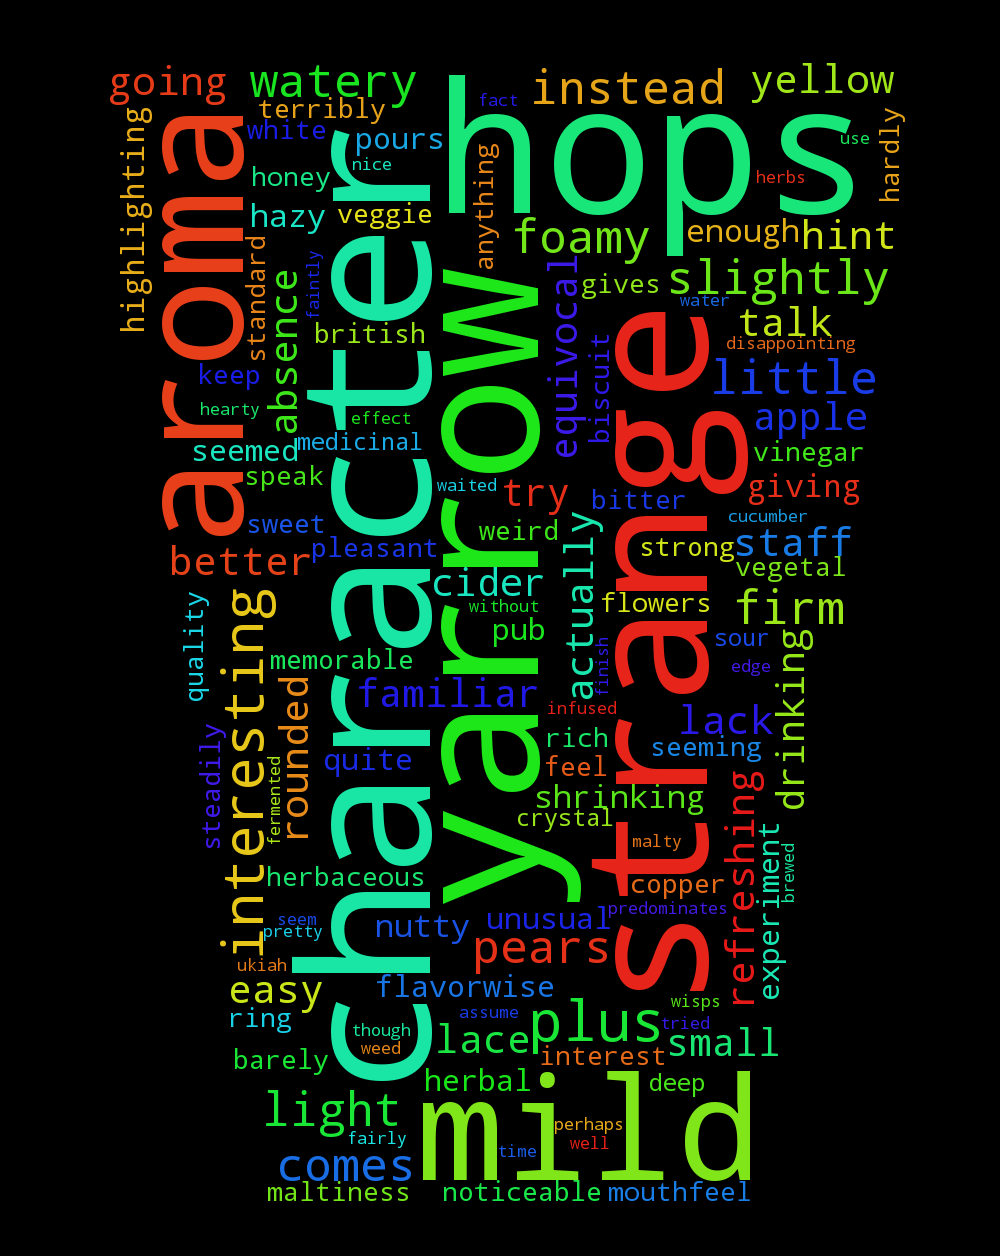 going
watery
hops
instead
yellow
fact
terribly
white
pours
nice
highlighting
aroma
character
anything
use
hardly
herbs
honey
hazy
veggie
foamy
enough
hint
standard
absence
faintly
british
yarrow
equivocal
gives
slightly
water
talk
disappointing
strange
biscuit
little
keep
hearty
effect
apple
seemed
medicinal
vinegar
speak
waited
try
bitter
giving
sweet
pleasant
weird
actually
strong
cucumber
staff
better
cider
vegetal
quality
interesting
without
pub
flowers
firm
memorable
finish
sour
edge
drinking
rounded
familiar
infused
lack
steadily
fermented
quite
rich
feel
seeming
shrinking
crystal
malty
refreshing
experiment
brewed
herbaceous
copper
predominates
seem
pretty
nutty
unusual
pears
ukiah
easy
flavorwise
wisps
ring
assume
plus
tried
though
weed
lace
interest
small
barely
herbal
deep
light
mild
perhaps
fairly
well
time
comes
maltiness
noticeable
mouthfeel